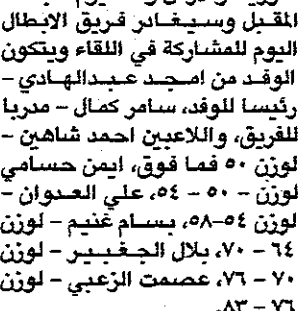 المقبل وسيغادر فريق الابطال
اليوم للمشاركة في اللقاء ويتكون
الوفد من امجد عبدالهادي -
رئيسا للوفد، سامر كمال - مدربا
للفريق، واللاعبين احمد شاهين -
لوزن ٥٠ فما فوق، ايمن حسامي
لوزن - ٥٠ - ٥٤، علي العدوان -
لوزن ٥٤-٥٨، بسام غنيم - لوزن
٦٤ - ٧٠، بلال الجغبير - لوزن
٧٠ - ٧٦، عصمت الزعبي - لوزن
٧٦ - ٨٣.